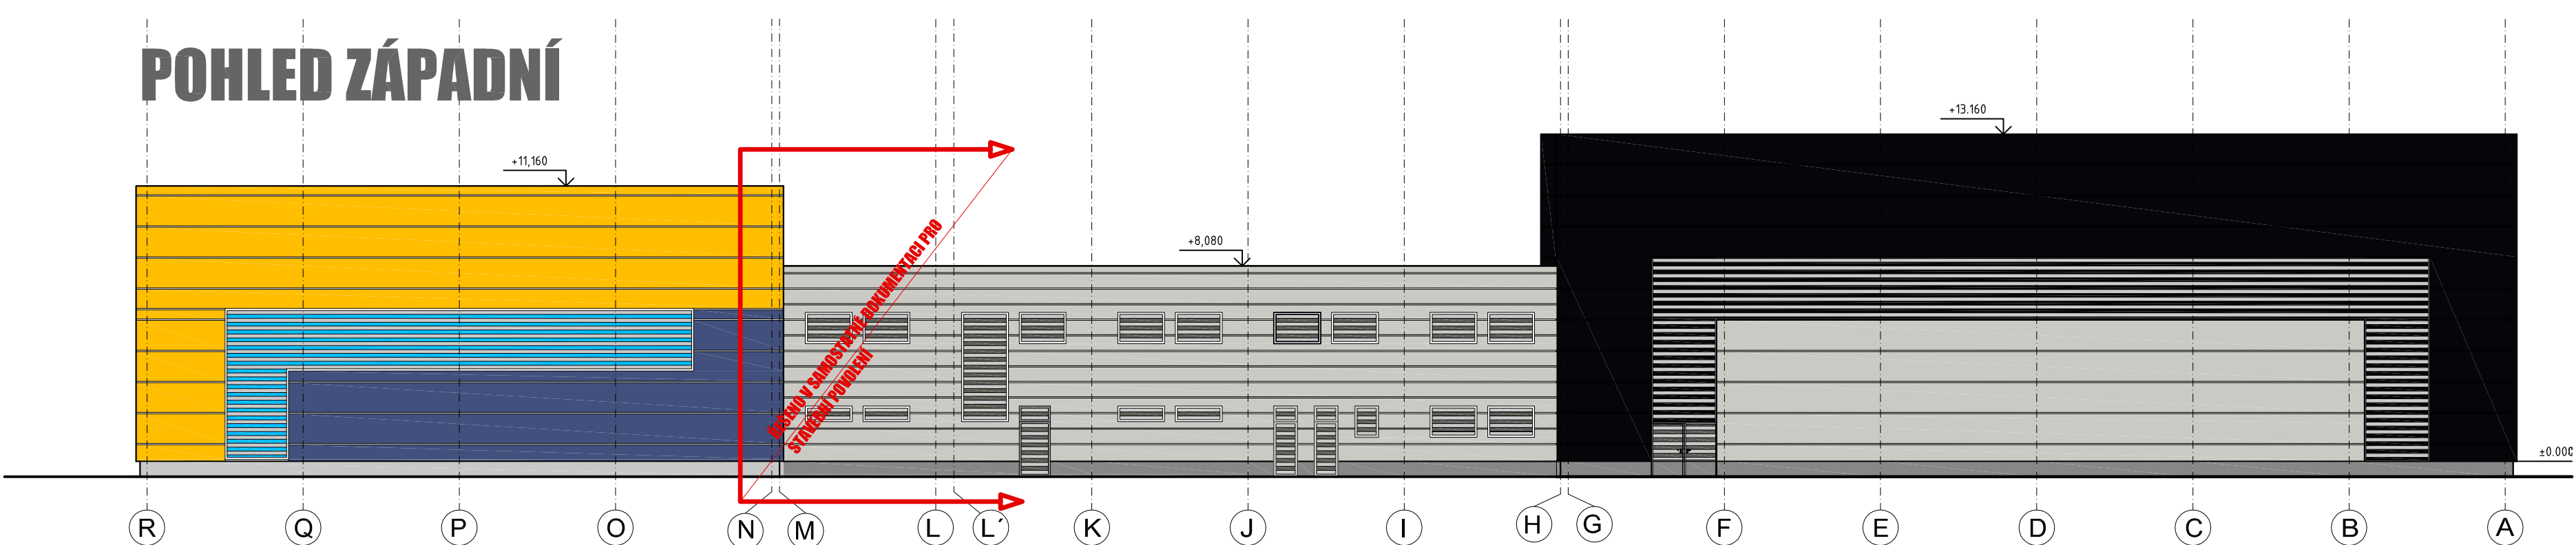 POHLED ZÁPADNÍ
+13.160
+11,160
+8,080
ŘEŠENO V SAMOSTATNÉ DOKUMENTACI PRO
STAVEBNÍ POVOLENÍ
±0.000
R Q P O N M L L´ K J I H G F E D C B A